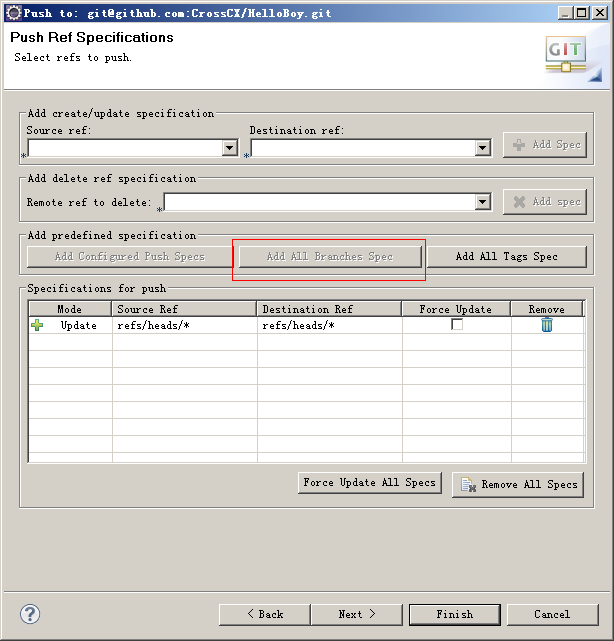 Push to: git@github.com:CrossCX/HelloBoy.git
Push Ref Specifications
Select refs to push.
GIT
Add create/update specification
Source ref: Destination ref:
* * Add Spec
Add delete ref specification
Remote ref to delete: * Add spec
Add predefined specification
Add Configured Push Specs Add All Branches Spec Add All Tags Spec
Specifications for push
Mode Source Ref Destination Ref Force Update Remove
Update refs/heads/* refs/heads/*
Force Update All Specs Remove All Specs
? < Back Next > Finish Cancel